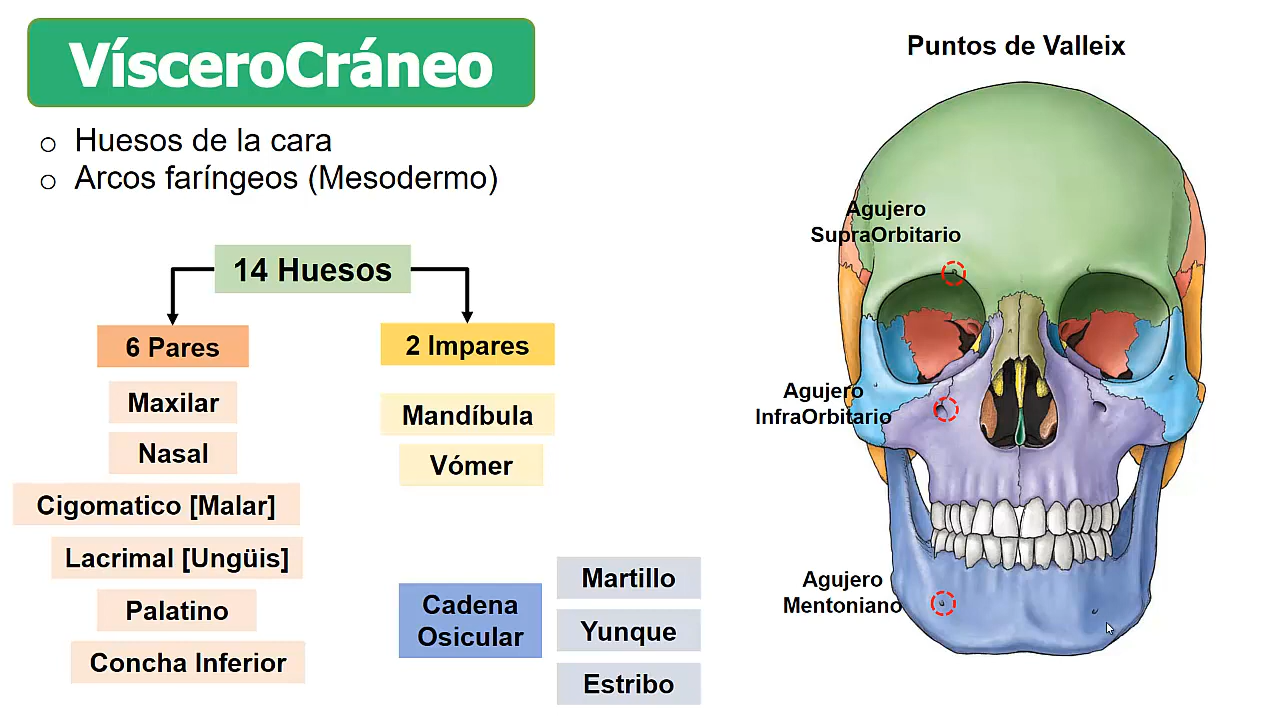 VísceroCráneo
o Huesos de la cara
o Arcos faríngeos (Mesodermo)
14 Huesos
6 Pares
Maxilar
Nasal
Cigomatico [Malar]
Lacrimal [Ungüis]
Palatino
Concha Inferior
2 Impares
Mandíbula
Vómer
Cadena
Osicular
Martillo
Yunque
Estribo
Puntos de Valleix
Agujero
SupraOrbitario
Agujero
InfraOrbitario
Agujero
Mentoniano